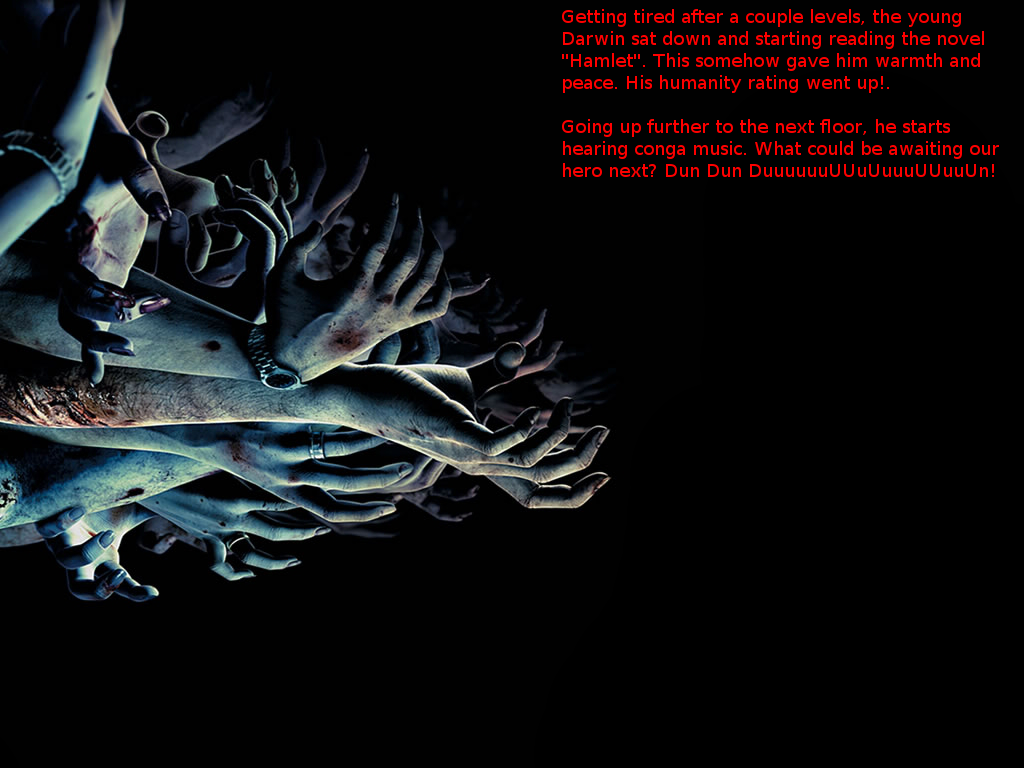 Getting tired after a couple levels, the young
Darwin sat down and starting reading the novel
"Hamlet". This somehow gave him warmth and
peace. His humanity rating went up!.
Going up further to the next floor, he starts
hearing conga music. What could be awaiting our
hero next? Dun Dun DuuuuuuUUuUuuuUUuuUn!